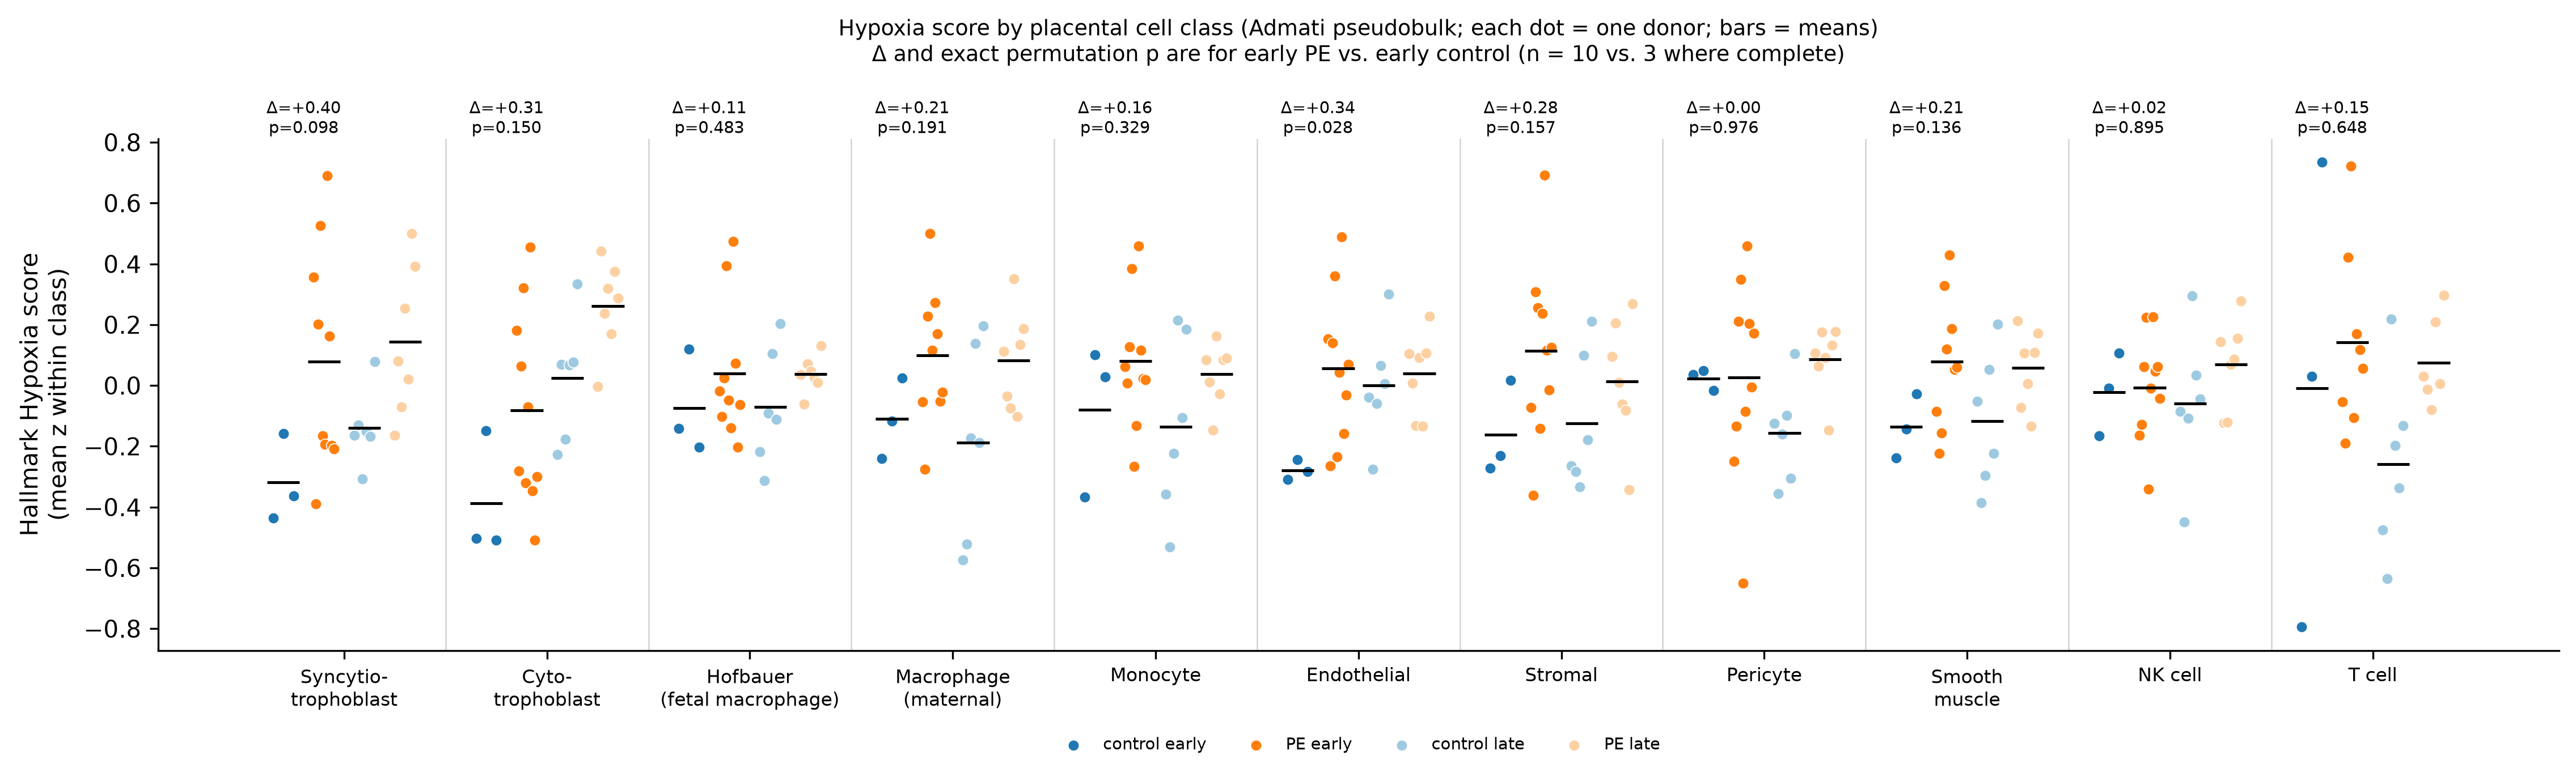 Hypoxia score by placental cell class (Admati pseudobulk; each dot = one donor; bars = means)
Δ and exact permutation p are for early PE vs. early control (n = 10 vs. 3 where complete)
Δ=+0.40
p=0.098
Δ=+0.31
p=0.150
Δ=+0.11
p=0.483
Δ=+0.21
p=0.191
Δ=+0.16
p=0.329
Δ=+0.34
p=0.028
Δ=+0.28
p=0.157
Δ=+0.00
p=0.976
Δ=+0.21
p=0.136
Δ=+0.02
p=0.895
Δ=+0.15
p=0.648
Hallmark Hypoxia score
(mean z within class)
0.8
0.6
0.4
0.2
0.0
−0.2
−0.4
−0.6
−0.8
Syncytio-
trophoblast
Cyto-
trophoblast
Hofbauer
(fetal macrophage)
Macrophage
(maternal)
Monocyte
Endothelial
Stromal
Pericyte
Smooth
muscle
NK cell
T cell
control early
PE early
control late
PE late